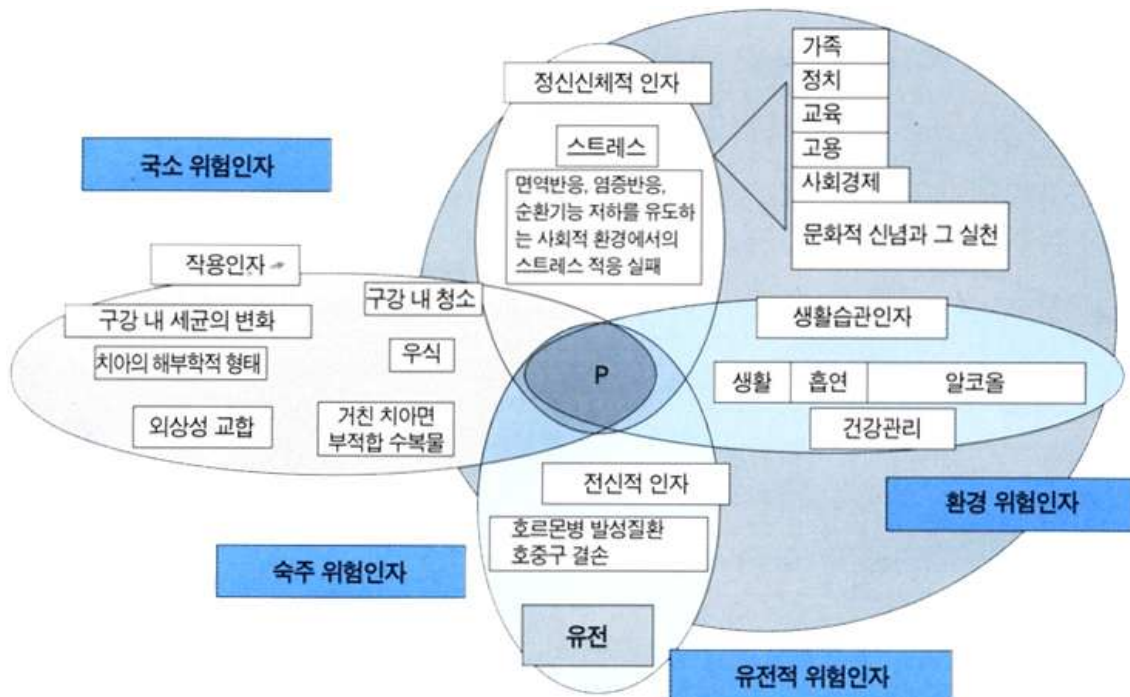 가족
정치
교육
고용
사회경제
문화적 신념과 그 실천
정신신체적 인자
스트레스
면역반응, 염증반응,
순환기능 저하를 유도하
는 사회적 환경에서의
스트레스 적응 실패
국소 위험인자
작용인자
구강 내 청소
구강 내 세균의 변화
치아의 해부학적 형태
우식
외상성 교합
거친 치아면
부적합 수복물
P
생활습관인자
생활
흡연
알코올
건강관리
전신적 인자
호르몬병 발성질환
호중구 결손
유전
환경 위험인자
숙주 위험인자
유전적 위험인자